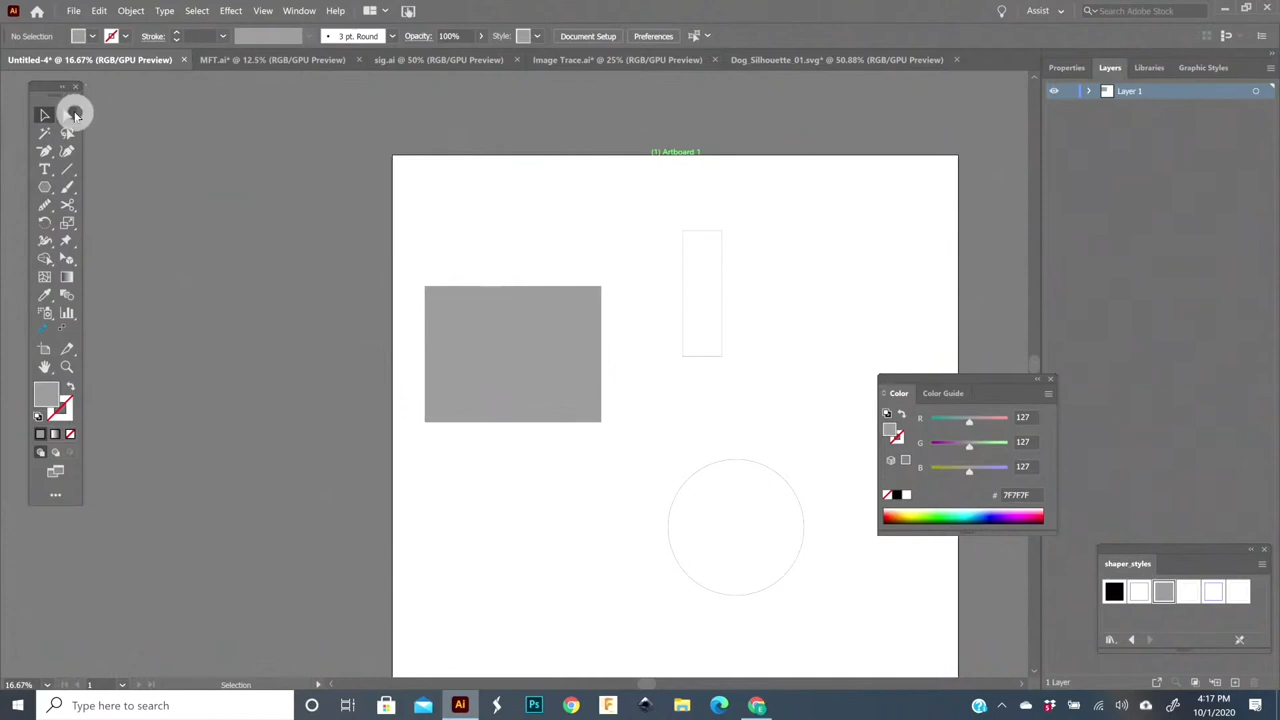 Ai File Edit Object Type Select Effect View Window Help Assist Search Adobe Stock
No Selection Stroke: 3 pt. Round Opacity: 100% Style: Document Setup Preferences
Untitled-4* @ 16.67% (RGB/GPU Preview) MFT.ai* @ 12.5% (RGB/GPU Preview) sig.ai @ 50% (RGB/GPU Preview) Image Trace.ai* @ 25% (RGB/GPU Preview) Dog_Silhouette_01.svg* @ 50.88% (RGB/GPU Preview)
Properties Layers Libraries Graphic Styles
Layer 1
(1) Artboard 1
Color Color Guide
R 127
G 127
B 127
# 7F7F7F
shaper_styles
16.67% 1 Selection 1 Layer
Type here to search Ai Ps F E 4:17 PM
10/1/2020